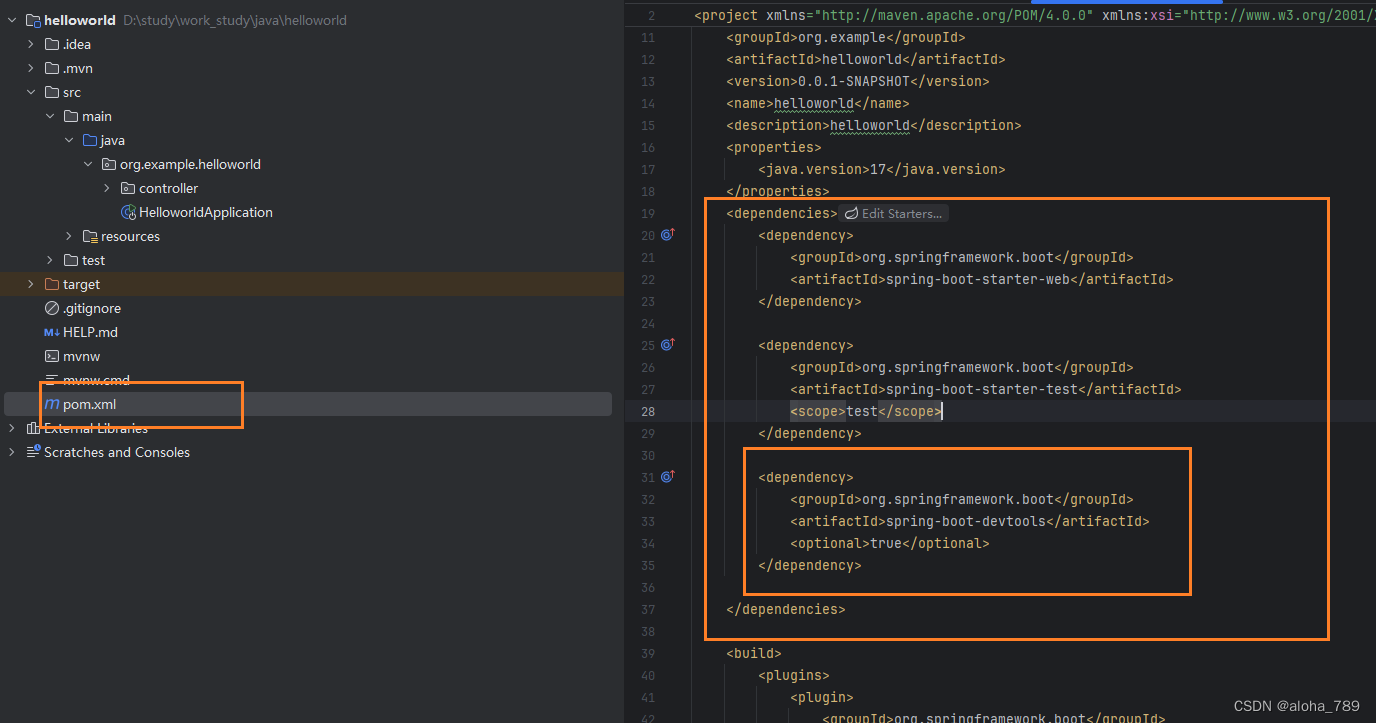 helloworld D:\study\work_study\java\helloworld
.idea
.mvn
src
main
java
org.example.helloworld
controller
HelloworldApplication
resources
test
target
.gitignore
HELP.md
mvnw
mvnw.cmd
pom.xml
External Libraries
Scratches and Consoles
2 <project xmlns="http://maven.apache.org/POM/4.0.0" xmlns:xsi="http://www.w3.org/2001/
11 <groupId>org.example</groupId>
12 <artifactId>helloworld</artifactId>
13 <version>0.0.1-SNAPSHOT</version>
14 <name>helloworld</name>
15 <description>helloworld</description>
16 <properties>
17 <java.version>17</java.version>
18 </properties>
19 <dependencies> Edit Starters...
20 <dependency>
21 <groupId>org.springframework.boot</groupId>
22 <artifactId>spring-boot-starter-web</artifactId>
23 </dependency>
24
25 <dependency>
26 <groupId>org.springframework.boot</groupId>
27 <artifactId>spring-boot-starter-test</artifactId>
28 <scope>test</scope>
29 </dependency>
30
31 <dependency>
32 <groupId>org.springframework.boot</groupId>
33 <artifactId>spring-boot-devtools</artifactId>
34 <optional>true</optional>
35 </dependency>
36
37 </dependencies>
38
39 <build>
40 <plugins>
41 <plugin>
42 <groupId>org.springframework.boot</groupId>
CSDN @aloha_789